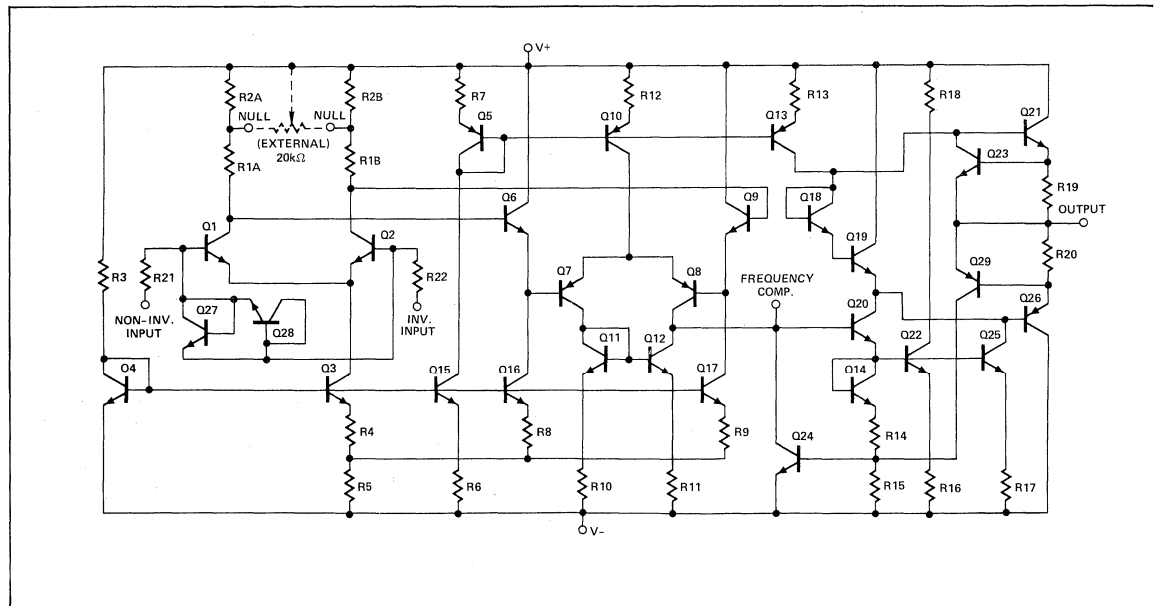 V+
R2A
R2B
R7
R12
R13
R18
Q21
NULL
NULL
(EXTERNAL)
20kΩ
Q5
Q10
Q13
Q23
R1A
R1B
R19
Q6
Q9
Q18
OUTPUT
Q1
Q2
Q19
R3
R21
R22
Q7
Q8
FREQUENCY
COMP.
Q29
R20
Q27
Q28
NON-INV.
INPUT
INV.
INPUT
Q20
Q26
Q4
Q3
Q15
Q16
Q11
Q12
Q17
Q14
Q22
Q25
R4
R8
R9
Q24
R14
R5
R6
R10
R11
R15
R16
R17
V-